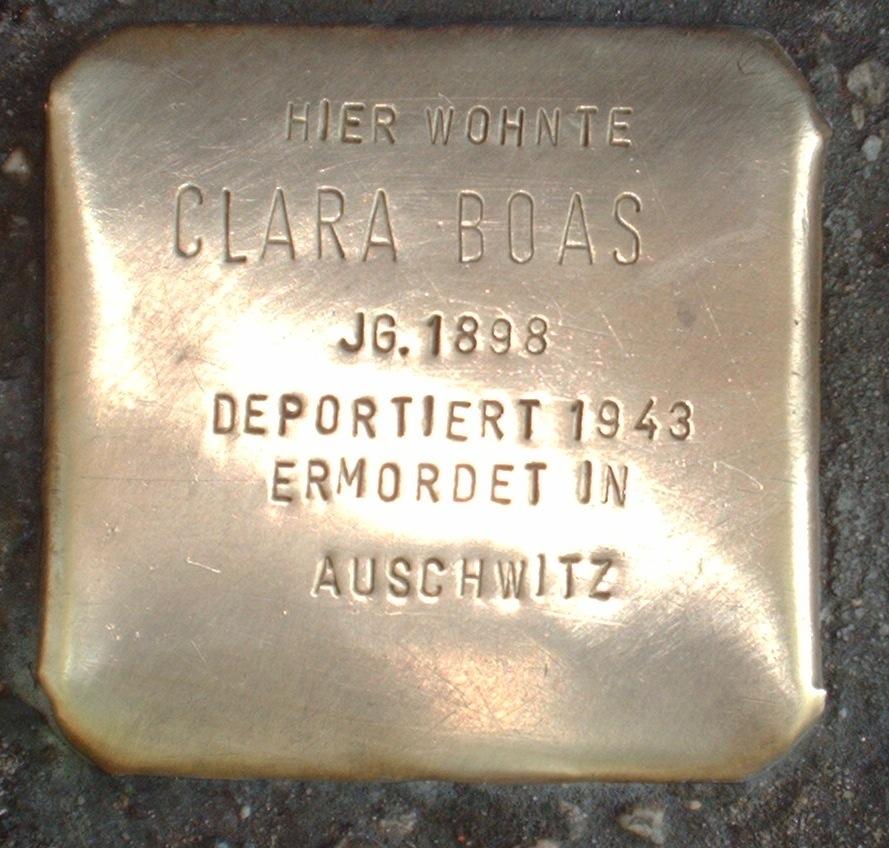 HIER WOHNTE
CLARA BOAS
JG. 1898
DEPORTIERT 1943
ERMORDET IN
AUSCHWITZ